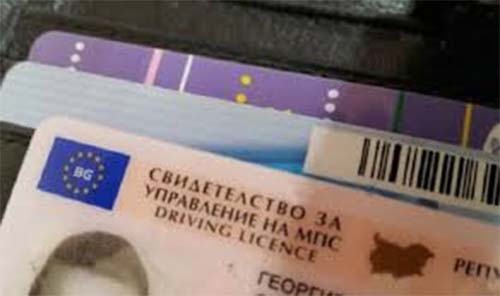 BG
СВИДЕТЕЛСТВО ЗА
УПРАВЛЕНИЕ НА МПС
DRIVING LICENCE